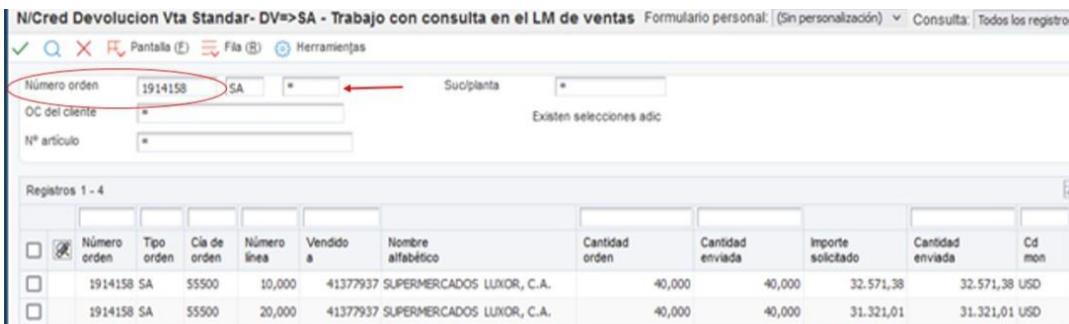 N/Cred Devolucion Vta Standar- DV=>SA - Trabajo con consulta en el LM de ventas Formulario personal: (Sin personalización) Consulta: Todos los registro
Pantalla (F) Fila (R) Herramientas
Número orden 1914158 SA * Suc/planta *
OC del cliente * Existen selecciones adic
Nº artículo *
Registros 1 - 4
Número orden Tipo orden Cía de orden Número línea Vendido a Nombre alfabético Cantidad orden Cantidad enviada Importe solicitado Cantidad enviada Cd mon
1914158 SA 55500 10,000 41377937 SUPERMERCADOS LUXOR, C.A. 40,000 40,000 32.571,38 32.571,38 USD
1914158 SA 55500 20,000 41377937 SUPERMERCADOS LUXOR, C.A. 40,000 40,000 31.321,01 31.321,01 USD